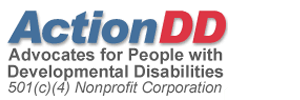 ActionDD
Advocates for People with
Developmental Disabilities
501(c)(4) Nonprofit Corporation